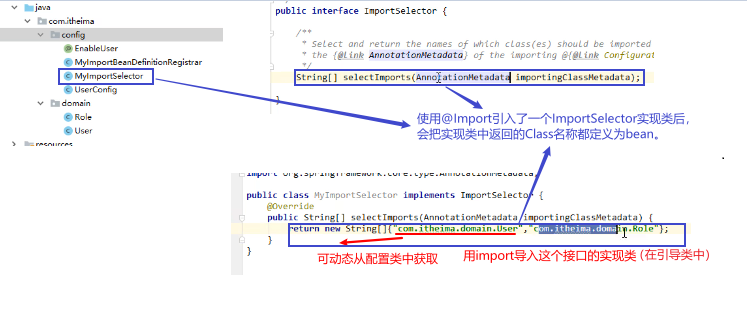 java
com.itheima
config
EnableUser
MyImportBeanDefinitionRegistrar
MyImportSelector
UserConfig
domain
Role
User
resources
public interface ImportSelector {
/**
* Select and return the names of which class(es) should be imported
* the {@link AnnotationMetadata} of the importing @{@link Configurat
*/
String[] selectImports(AnnotationMetadata importingClassMetadata);
}
使用@Import引入了一个ImportSelector实现类后，
会把实现类中返回的Class名称都定义为bean。
import org.springframework.core.type.AnnotationMetadata
public class MyImportSelector implements ImportSelector {
@Override
public String[] selectImports(AnnotationMetadata importingClassMetadata) {
return new String[]{"com.itheima.domain.User","com.itheima.domain.Role"};
}
}
可动态从配置类中获取
用import导入这个接口的实现类（在引导类中）